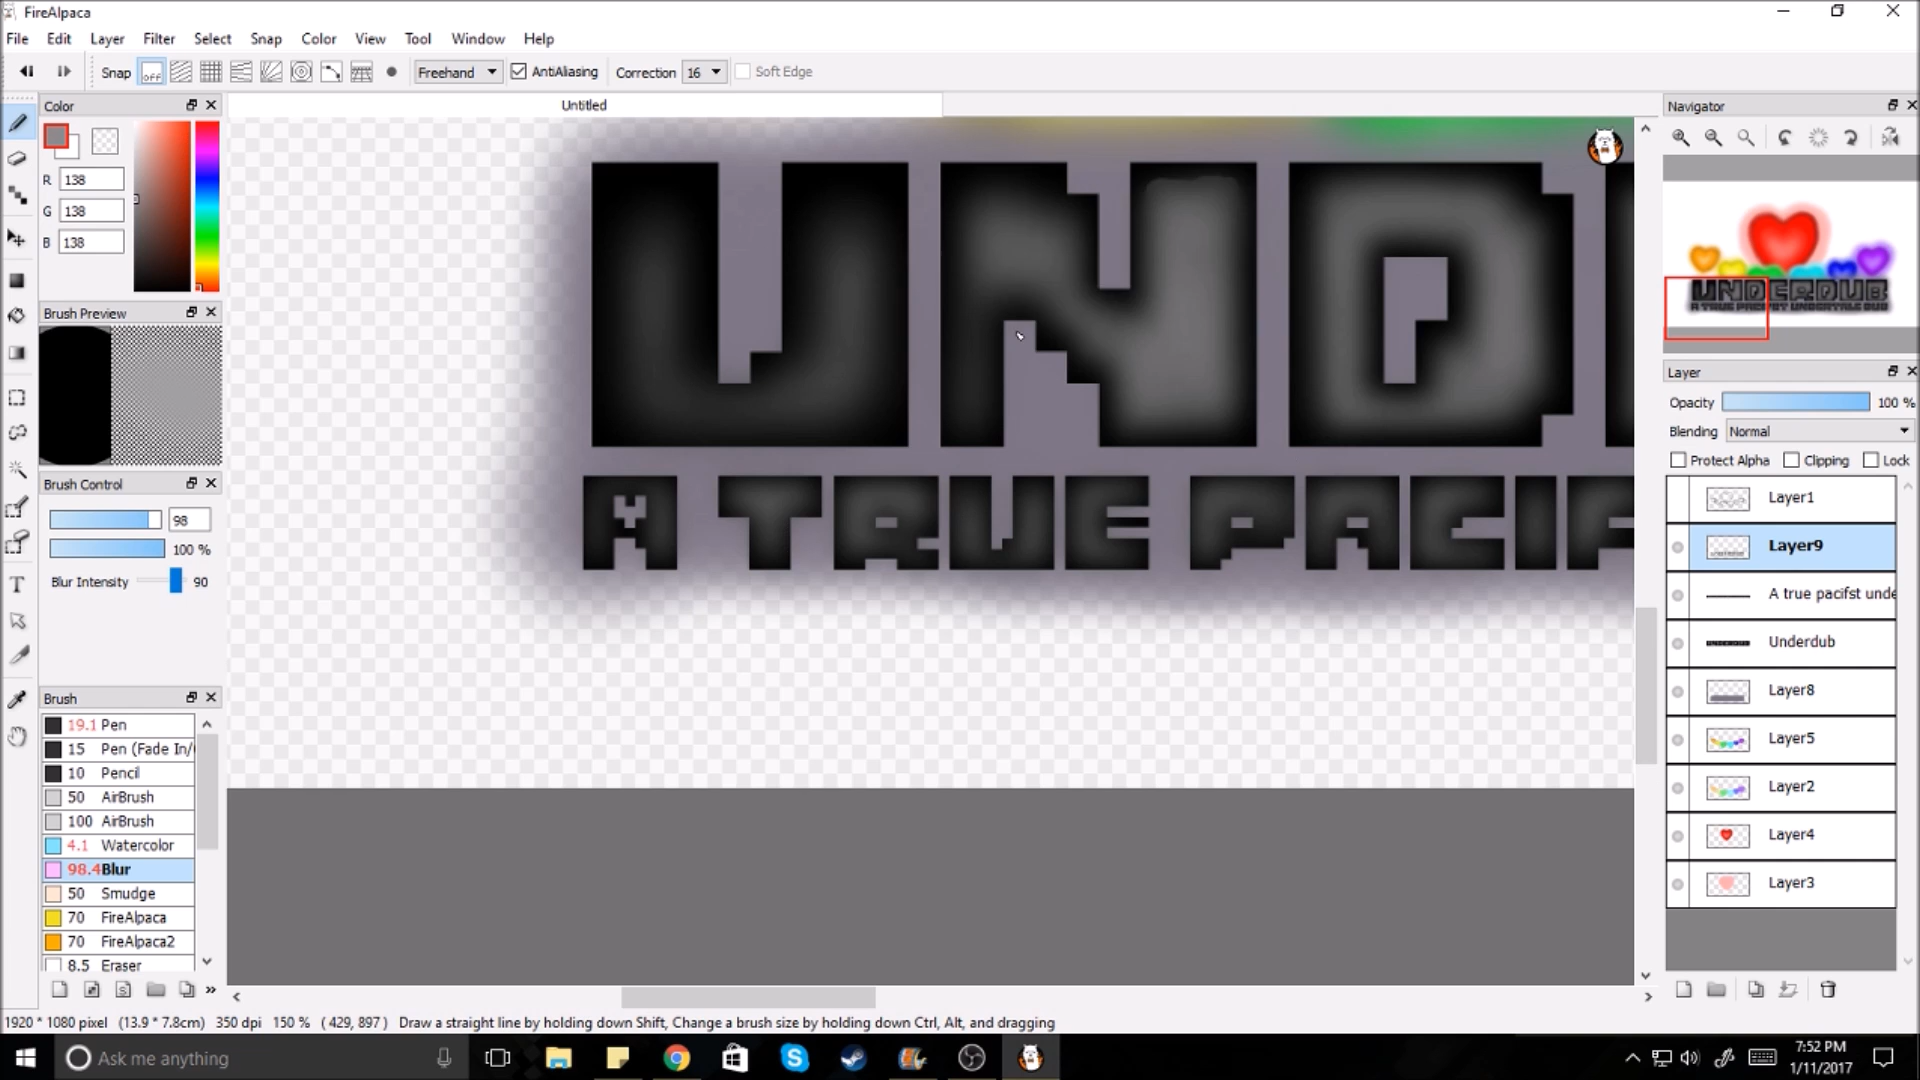 FireAlpaca
File Edit Layer Filter Select Snap Color View Tool Window Help
Snap off Freehand AntiAliasing Correction 16 Soft Edge
Color
Untitled
Navigator
R 138
G 138
B 138
UNDERDUB
A TRUE PACIFIST UNDERTALE DUB
Brush Preview
UND
A TRUE PACIF
Brush Control
98
100 %
Blur Intensity 90
Layer
Opacity 100 %
Blending Normal
Protect Alpha Clipping Lock
Layer1
Layer9
A true pacifst unde
Underdub
Layer8
Layer5
Layer2
Layer4
Layer3
Brush
19.1 Pen
15 Pen (Fade In/
10 Pencil
50 AirBrush
100 AirBrush
4.1 Watercolor
98.4 Blur
50 Smudge
70 FireAlpaca
70 FireAlpaca2
8.5 Eraser
1920 * 1080 pixel (13.9 * 7.8cm) 350 dpi 150 % ( 429, 897 ) Draw a straight line by holding down Shift, Change a brush size by holding down Ctrl, Alt, and dragging
Ask me anything
7:52 PM
1/11/2017